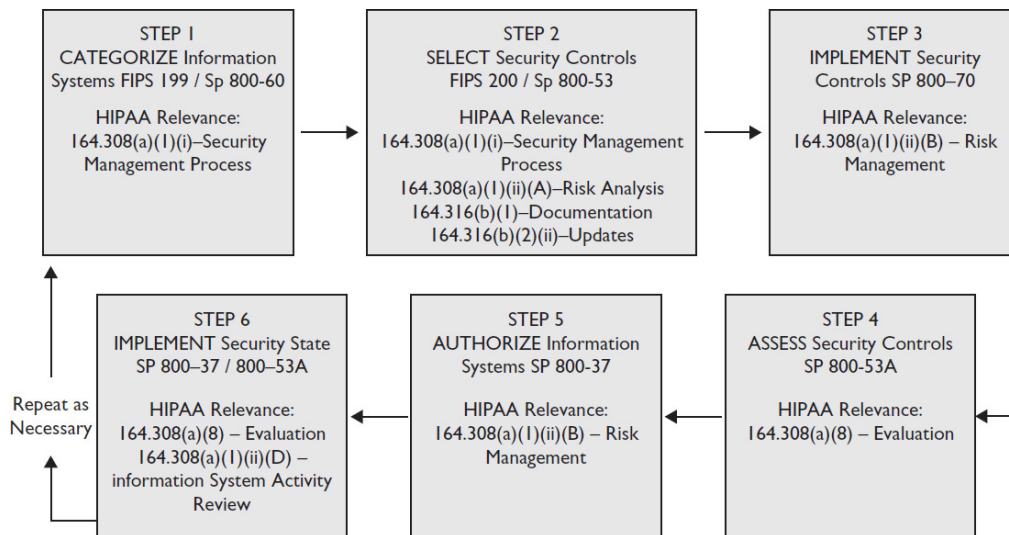 STEP 1
CATEGORIZE Information
Systems FIPS 199 / Sp 800-60
HIPAA Relevance:
164.308(a)(1)(i)–Security
Management Process
STEP 2
SELECT Security Controls
FIPS 200 / Sp 800-53
HIPAA Relevance:
164.308(a)(1)(i)–Security Management
Process
164.308(a)(1)(ii)(A)–Risk Analysis
164.316(b)(1)–Documentation
164.316(b)(2)(ii)–Updates
STEP 3
IMPLEMENT Security
Controls SP 800–70
HIPAA Relevance:
164.308(a)(1)(ii)(B) – Risk
Management
STEP 4
ASSESS Security Controls
SP 800-53A
HIPAA Relevance:
164.308(a)(8) – Evaluation
STEP 5
AUTHORIZE Information
Systems SP 800-37
HIPAA Relevance:
164.308(a)(1)(ii)(B) – Risk
Management
STEP 6
IMPLEMENT Security State
SP 800–37 / 800–53A
HIPAA Relevance:
164.308(a)(8) – Evaluation
164.308(a)(1)(ii)(D) –
information System Activity
Review
Repeat as
Necessary